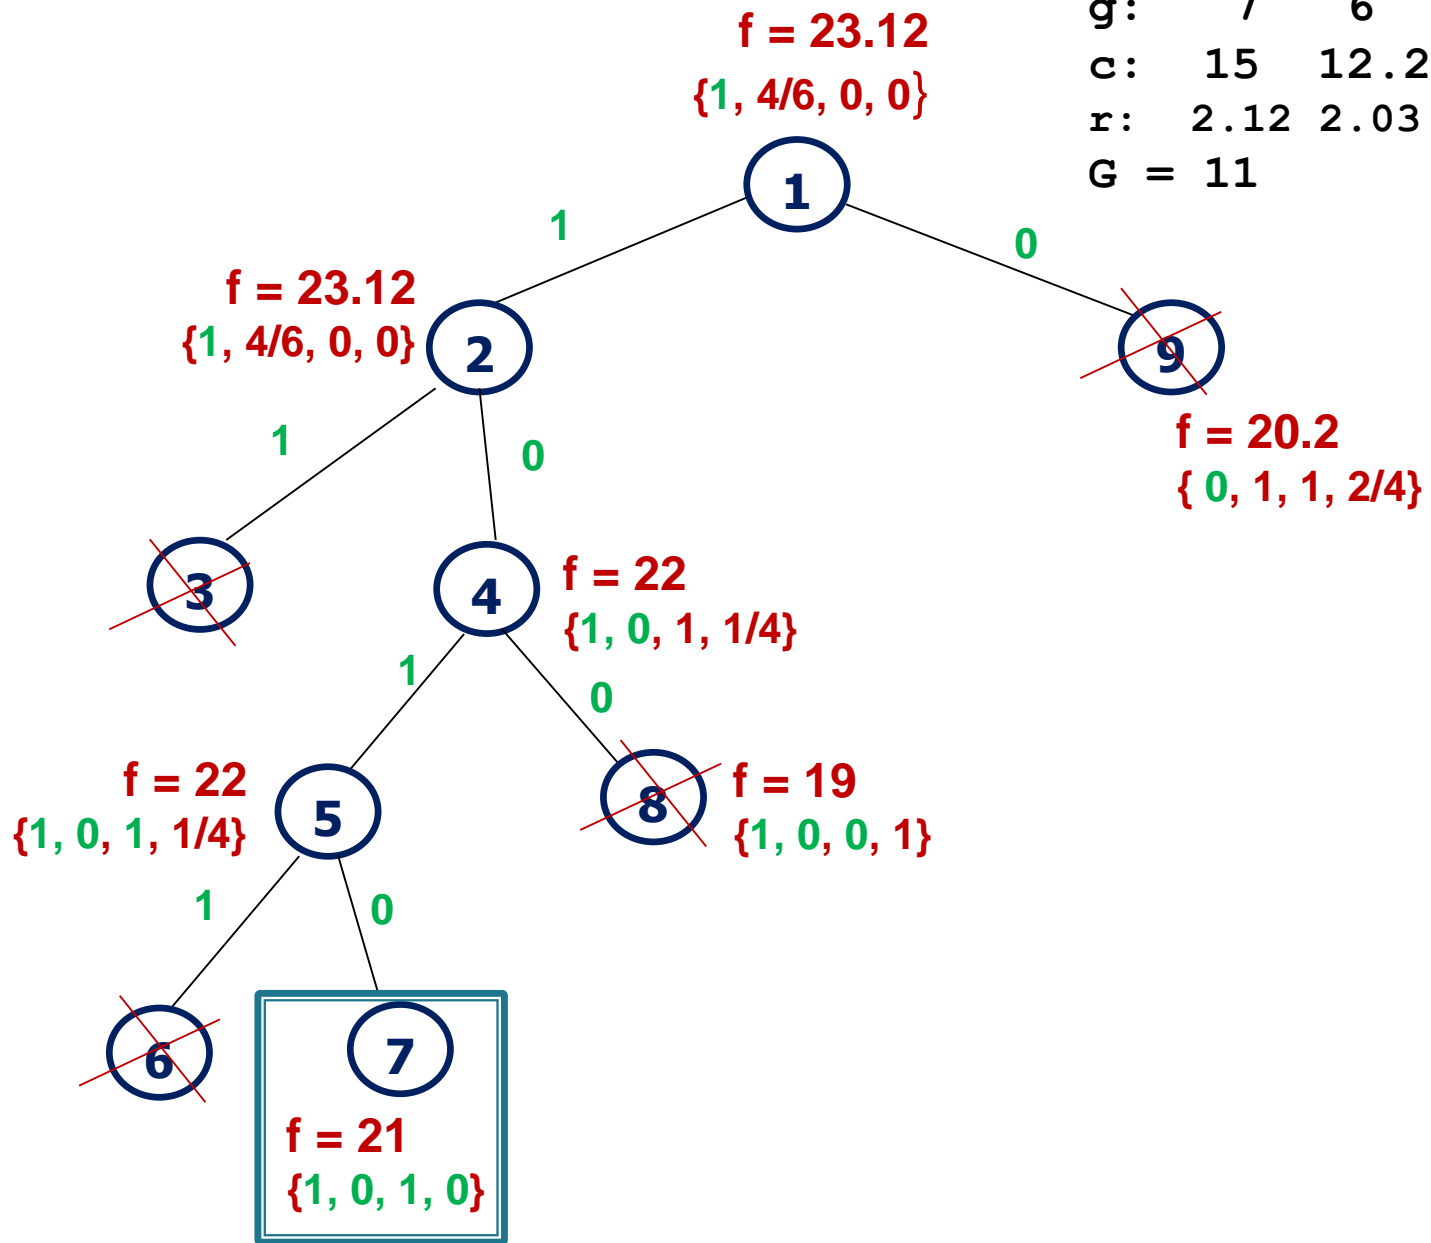 g: 7 6
c: 15 12.2
r: 2.12 2.03
G = 11
f = 23.12
{1, 4/6, 0, 0}
1
1
0
f = 23.12
{1, 4/6, 0, 0}
2
9
f = 20.2
{ 0, 1, 1, 2/4}
1
0
3
4
f = 22
{1, 0, 1, 1/4}
1
0
f = 22
{1, 0, 1, 1/4}
5
8
f = 19
{1, 0, 0, 1}
1
0
6
7
f = 21
{1, 0, 1, 0}